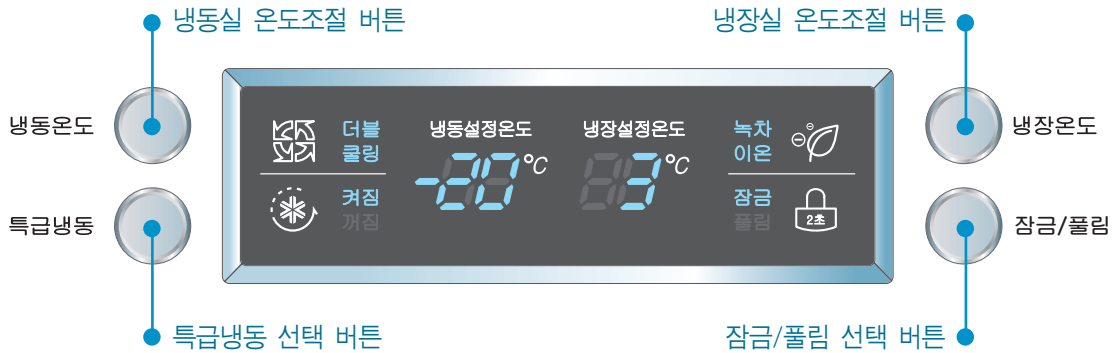 냉동실 온도조절 버튼
냉장실 온도조절 버튼
냉동온도
더블
쿨링
냉동설정온도
-20°C
냉장설정온도
3°C
녹차
이온
냉장온도
특급냉동
켜짐
꺼짐
잠금
풀림
2초
잠금/풀림
특급냉동 선택 버튼
잠금/풀림 선택 버튼